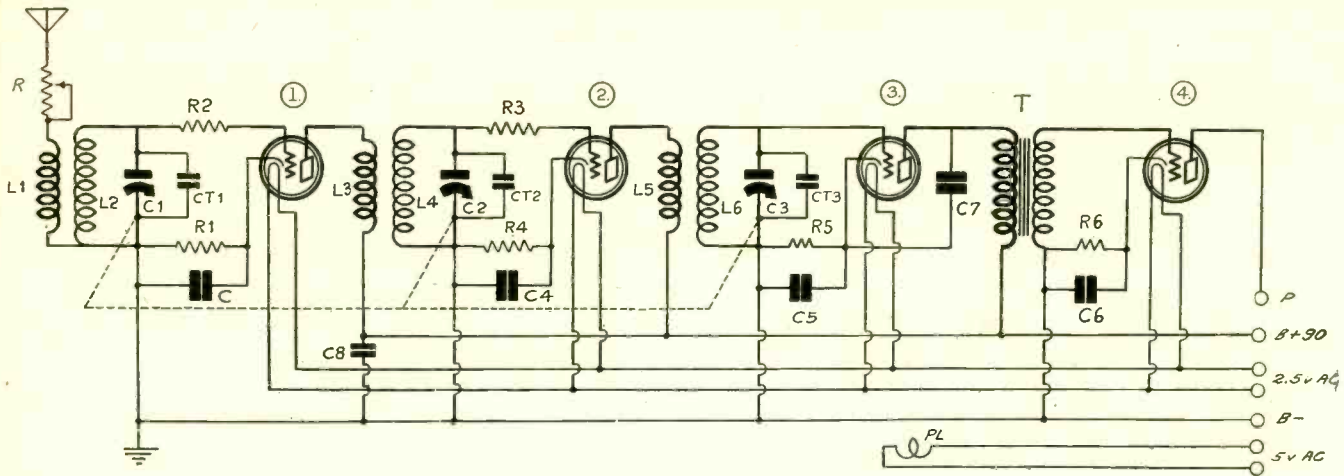 R
R2
1.
R3
2.
3.
T
4.
L1
L2
C1
CT1
L3
L4
C2
CT2
L5
L6
C3
CT3
C7
R1
R4
R5
R6
C
C4
C5
C6
P
C8
B+90
2.5v AC
B-
PL
5v AC